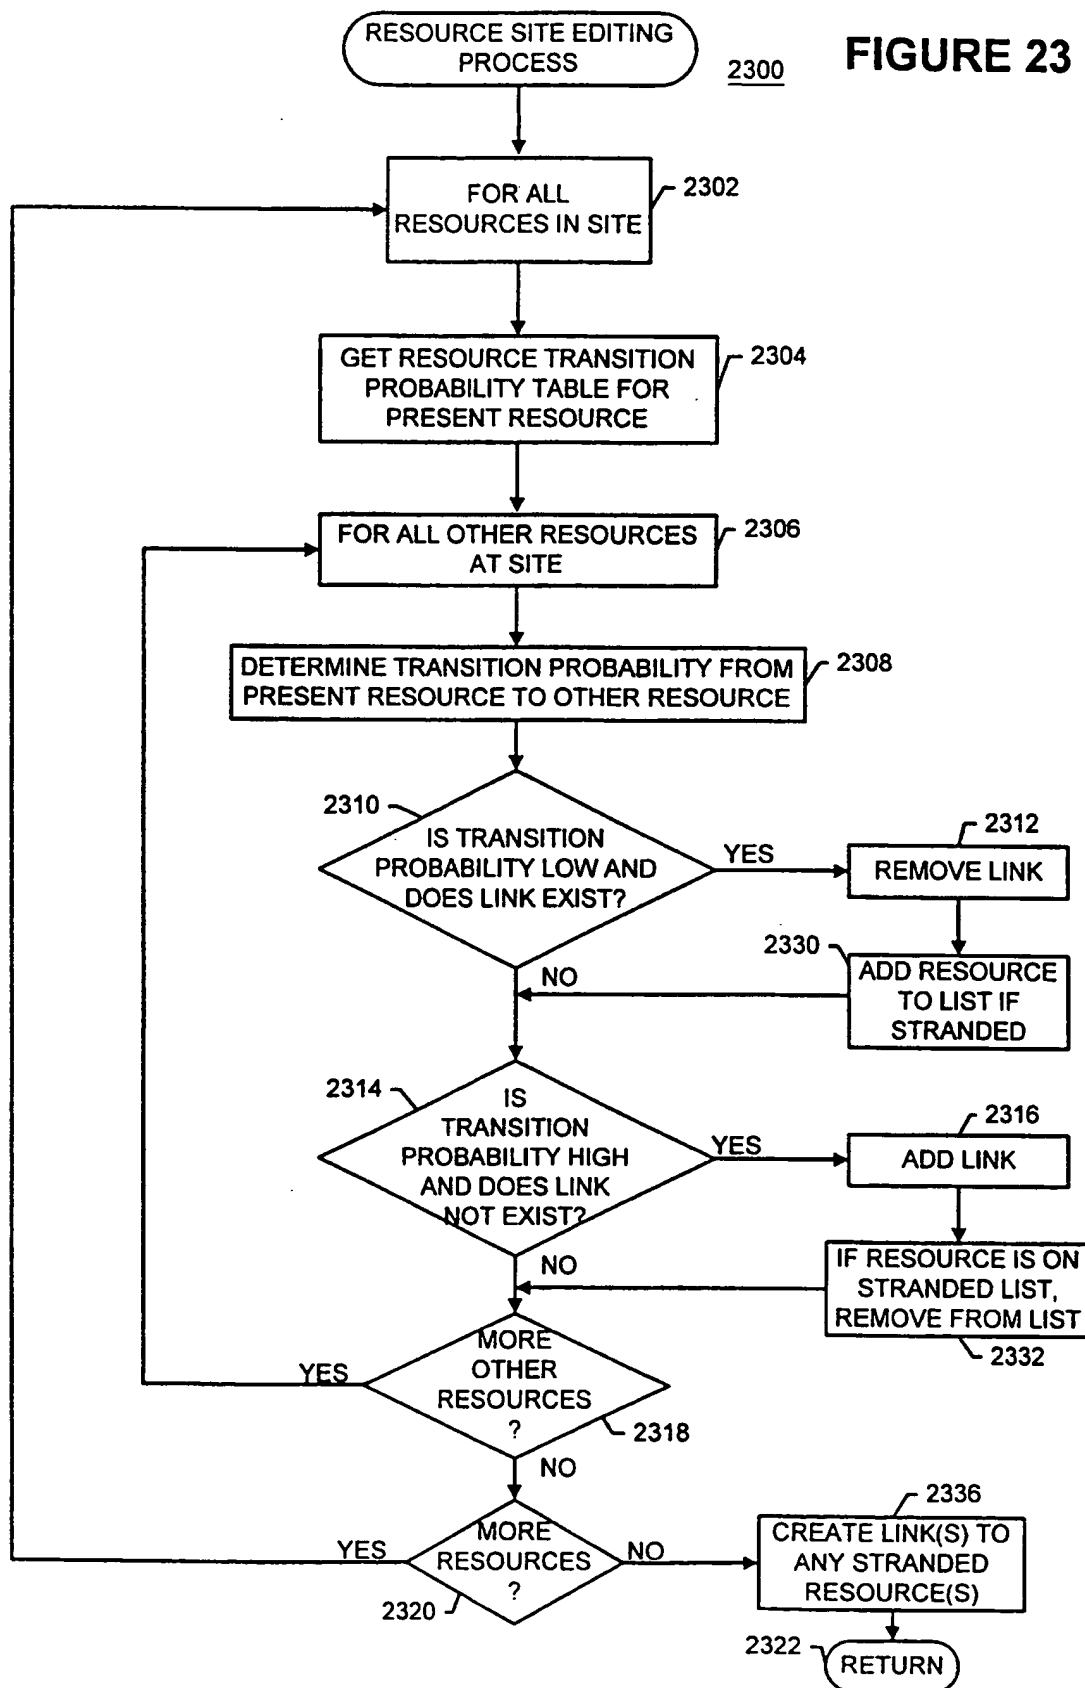 RESOURCE SITE EDITING
PROCESS
2300
FIGURE 23
FOR ALL
RESOURCES IN SITE
2302
GET RESOURCE TRANSITION
PROBABILITY TABLE FOR
PRESENT RESOURCE
2304
FOR ALL OTHER RESOURCES
AT SITE
2306
DETERMINE TRANSITION PROBABILITY FROM
PRESENT RESOURCE TO OTHER RESOURCE
2308
2310
IS TRANSITION
PROBABILITY LOW AND
DOES LINK EXIST?
YES
2312
REMOVE LINK
2330
ADD RESOURCE
TO LIST IF
STRANDED
NO
2314
IS
TRANSITION
PROBABILITY HIGH
AND DOES LINK
NOT EXIST?
YES
2316
ADD LINK
NO
IF RESOURCE IS ON
STRANDED LIST,
REMOVE FROM LIST
2332
MORE
OTHER
RESOURCES
?
YES
2318
NO
MORE
RESOURCES
?
YES
NO
2320
2336
CREATE LINK(S) TO
ANY STRANDED
RESOURCE(S)
2322
RETURN